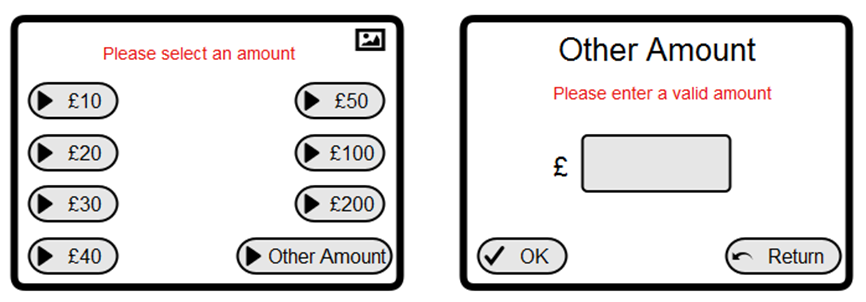 Please select an amount
£10
£50
£20
£100
£30
£200
£40
Other Amount
Other Amount
Please enter a valid amount
£
OK
Return